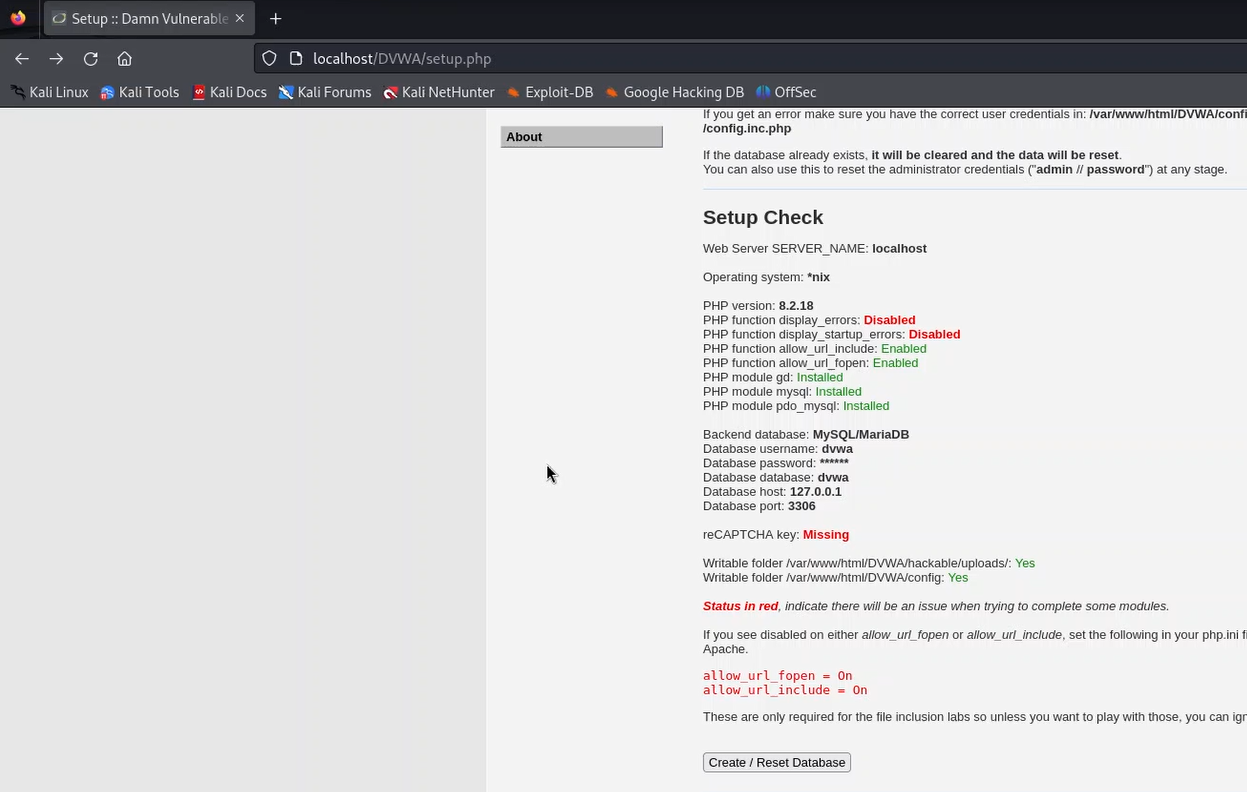 Setup :: Damn Vulnerable
localhost/DVWA/setup.php
Kali Linux Kali Tools Kali Docs Kali Forums Kali NetHunter Exploit-DB Google Hacking DB OffSec
About
If you get an error make sure you have the correct user credentials in: /var/www/html/DVWA/confi
/config.inc.php
If the database already exists, it will be cleared and the data will be reset.
You can also use this to reset the administrator credentials ("admin // password") at any stage.
Setup Check
Web Server SERVER_NAME: localhost
Operating system: *nix
PHP version: 8.2.18
PHP function display_errors: Disabled
PHP function display_startup_errors: Disabled
PHP function allow_url_include: Enabled
PHP function allow_url_fopen: Enabled
PHP module gd: Installed
PHP module mysql: Installed
PHP module pdo_mysql: Installed
Backend database: MySQL/MariaDB
Database username: dvwa
Database password: ******
Database database: dvwa
Database host: 127.0.0.1
Database port: 3306
reCAPTCHA key: Missing
Writable folder /var/www/html/DVWA/hackable/uploads/: Yes
Writable folder /var/www/html/DVWA/config: Yes
Status in red, indicate there will be an issue when trying to complete some modules.
If you see disabled on either allow_url_fopen or allow_url_include, set the following in your php.ini fi
Apache.
allow_url_fopen = On
allow_url_include = On
These are only required for the file inclusion labs so unless you want to play with those, you can ign
Create / Reset Database